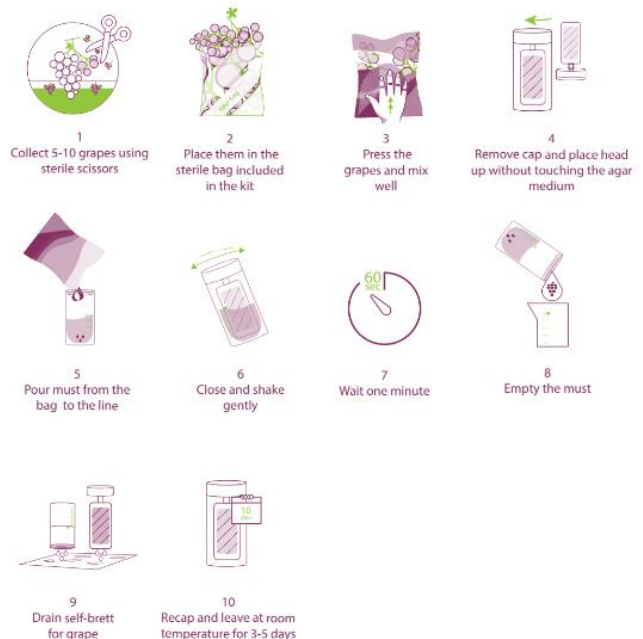 1
Collect 5-10 grapes using
sterile scissors
2
Place them in the
sterile bag included
in the kit
3
Press the
grapes and mix
well
4
Remove cap and place head
up without touching the agar
medium
5
Pour must from the
bag to the line
6
Close and shake
gently
60
sec
7
Wait one minute
8
Empty the must
9
Drain self-brett
for grape
10
days
10
Recap and leave at room
temperature for 3-5 days